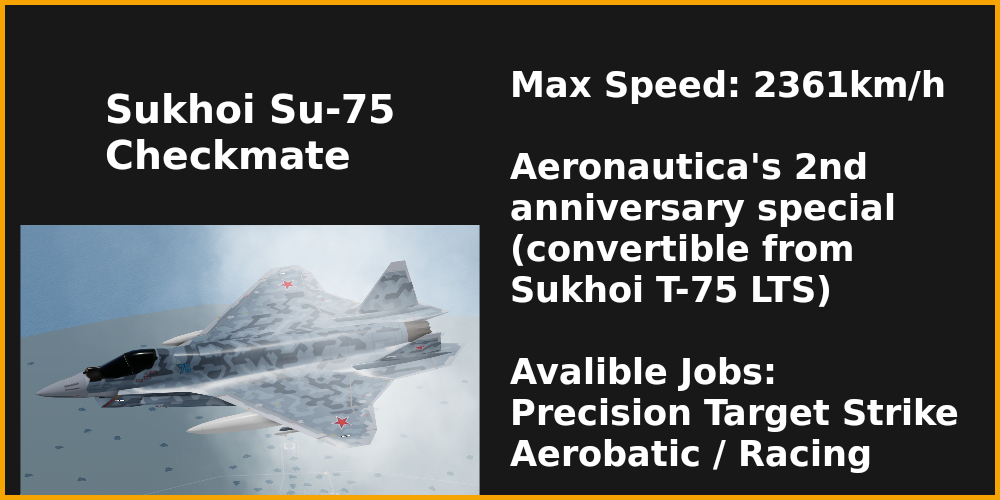 Sukhoi Su-75
Checkmate
Max Speed: 2361km/h
Aeronautica's 2nd
anniversary special
(convertible from
Sukhoi T-75 LTS)
Avalible Jobs:
Precision Target Strike
Aerobatic / Racing